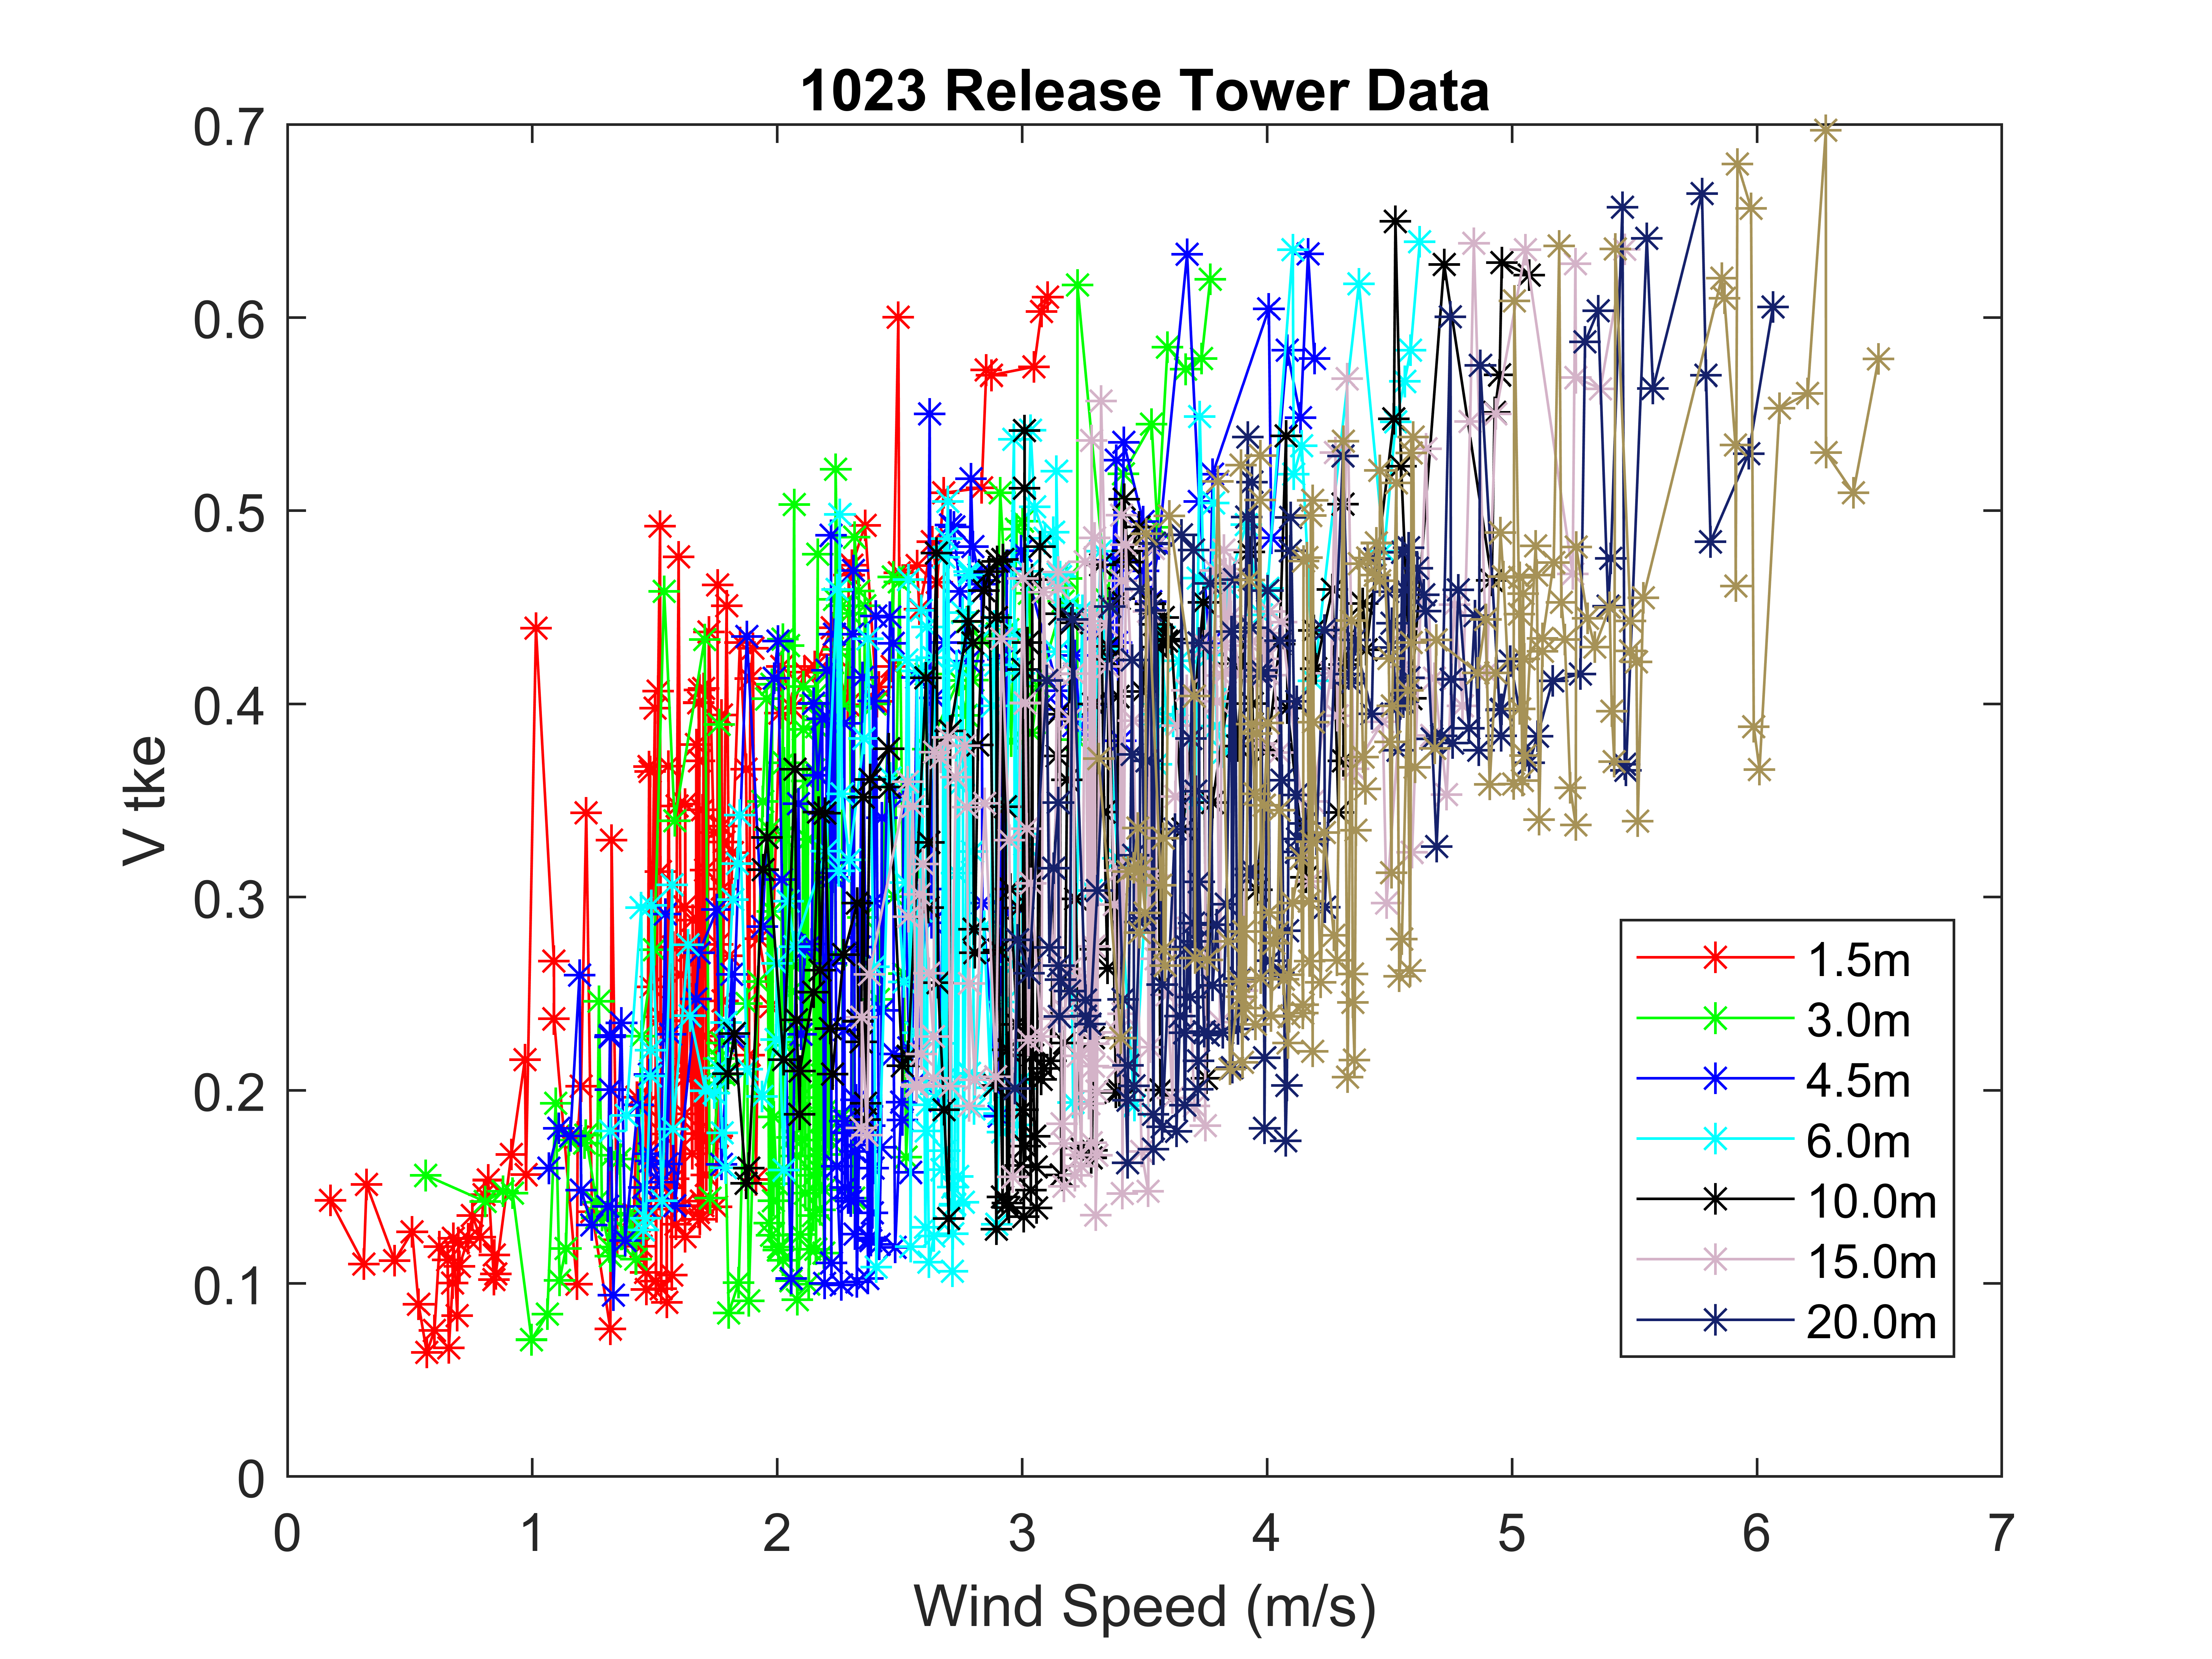 1023 Release Tower Data
0.7
0.6
0.5
0.4
0.3
0.2
0.1
0
V tke
1.5m
3.0m
4.5m
6.0m
10.0m
15.0m
20.0m
0 1 2 3 4 5 6 7
Wind Speed (m/s)